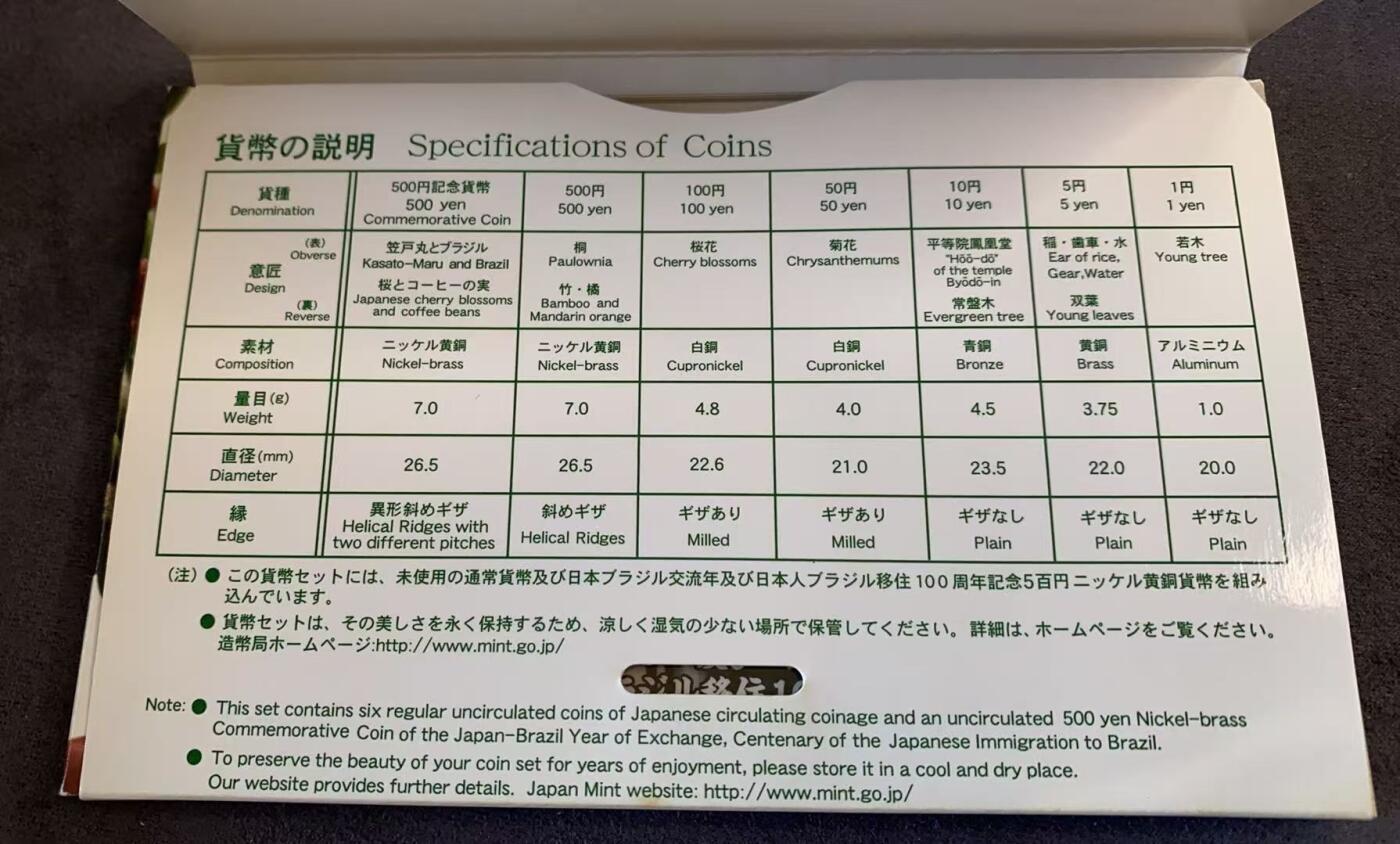 貨幣の説明 Specifications of Coins
貨種
Denomination
500円記念貨幣
500 yen
Commemorative Coin
500円
500 yen
100円
100 yen
50円
50 yen
10円
10 yen
5円
5 yen
1円
1 yen
(表)
Obverse
意匠
Design
(裏)
Reverse
笠戸丸とブラジル
Kasato-Maru and Brazil
桜とコーヒーの実
Japanese cherry blossoms
and coffee beans
桐
Paulownia
竹・橘
Bamboo and
Mandarin orange
桜花
Cherry blossoms
菊花
Chrysanthemums
平等院鳳凰堂
"Hōō-dō"
of the temple
Byōdō-in
常盤木
Evergreen tree
稲・歯車・水
Ear of rice,
Gear,Water
双葉
Young leaves
若木
Young tree
素材
Composition
ニッケル黄銅
Nickel-brass
ニッケル黄銅
Nickel-brass
白銅
Cupronickel
白銅
Cupronickel
青銅
Bronze
黄銅
Brass
アルミニウム
Aluminum
量目(g)
Weight
7.0
7.0
4.8
4.0
4.5
3.75
1.0
直径(mm)
Diameter
26.5
26.5
22.6
21.0
23.5
22.0
20.0
縁
Edge
異形斜めギザ
Helical Ridges with
two different pitches
斜めギザ
Helical Ridges
ギザあり
Milled
ギザあり
Milled
ギザなし
Plain
ギザなし
Plain
ギザなし
Plain
(注) ● この貨幣セットには、未使用の通常貨幣及び日本ブラジル交流年及び日本人ブラジル移住100周年記念5百円ニッケル黄銅貨幣を組み
込んでいます。
● 貨幣セットは、その美しさを永く保持するため、涼しく湿気の少ない場所で保管してください。詳細は、ホームページをご覧ください。
造幣局ホームページ:http://www.mint.go.jp/
ジル移住1
Note: ● This set contains six regular uncirculated coins of Japanese circulating coinage and an uncirculated 500 yen Nickel-brass
Commemorative Coin of the Japan-Brazil Year of Exchange, Centenary of the Japanese Immigration to Brazil.
● To preserve the beauty of your coin set for years of enjoyment, please store it in a cool and dry place.
Our website provides further details. Japan Mint website: http://www.mint.go.jp/